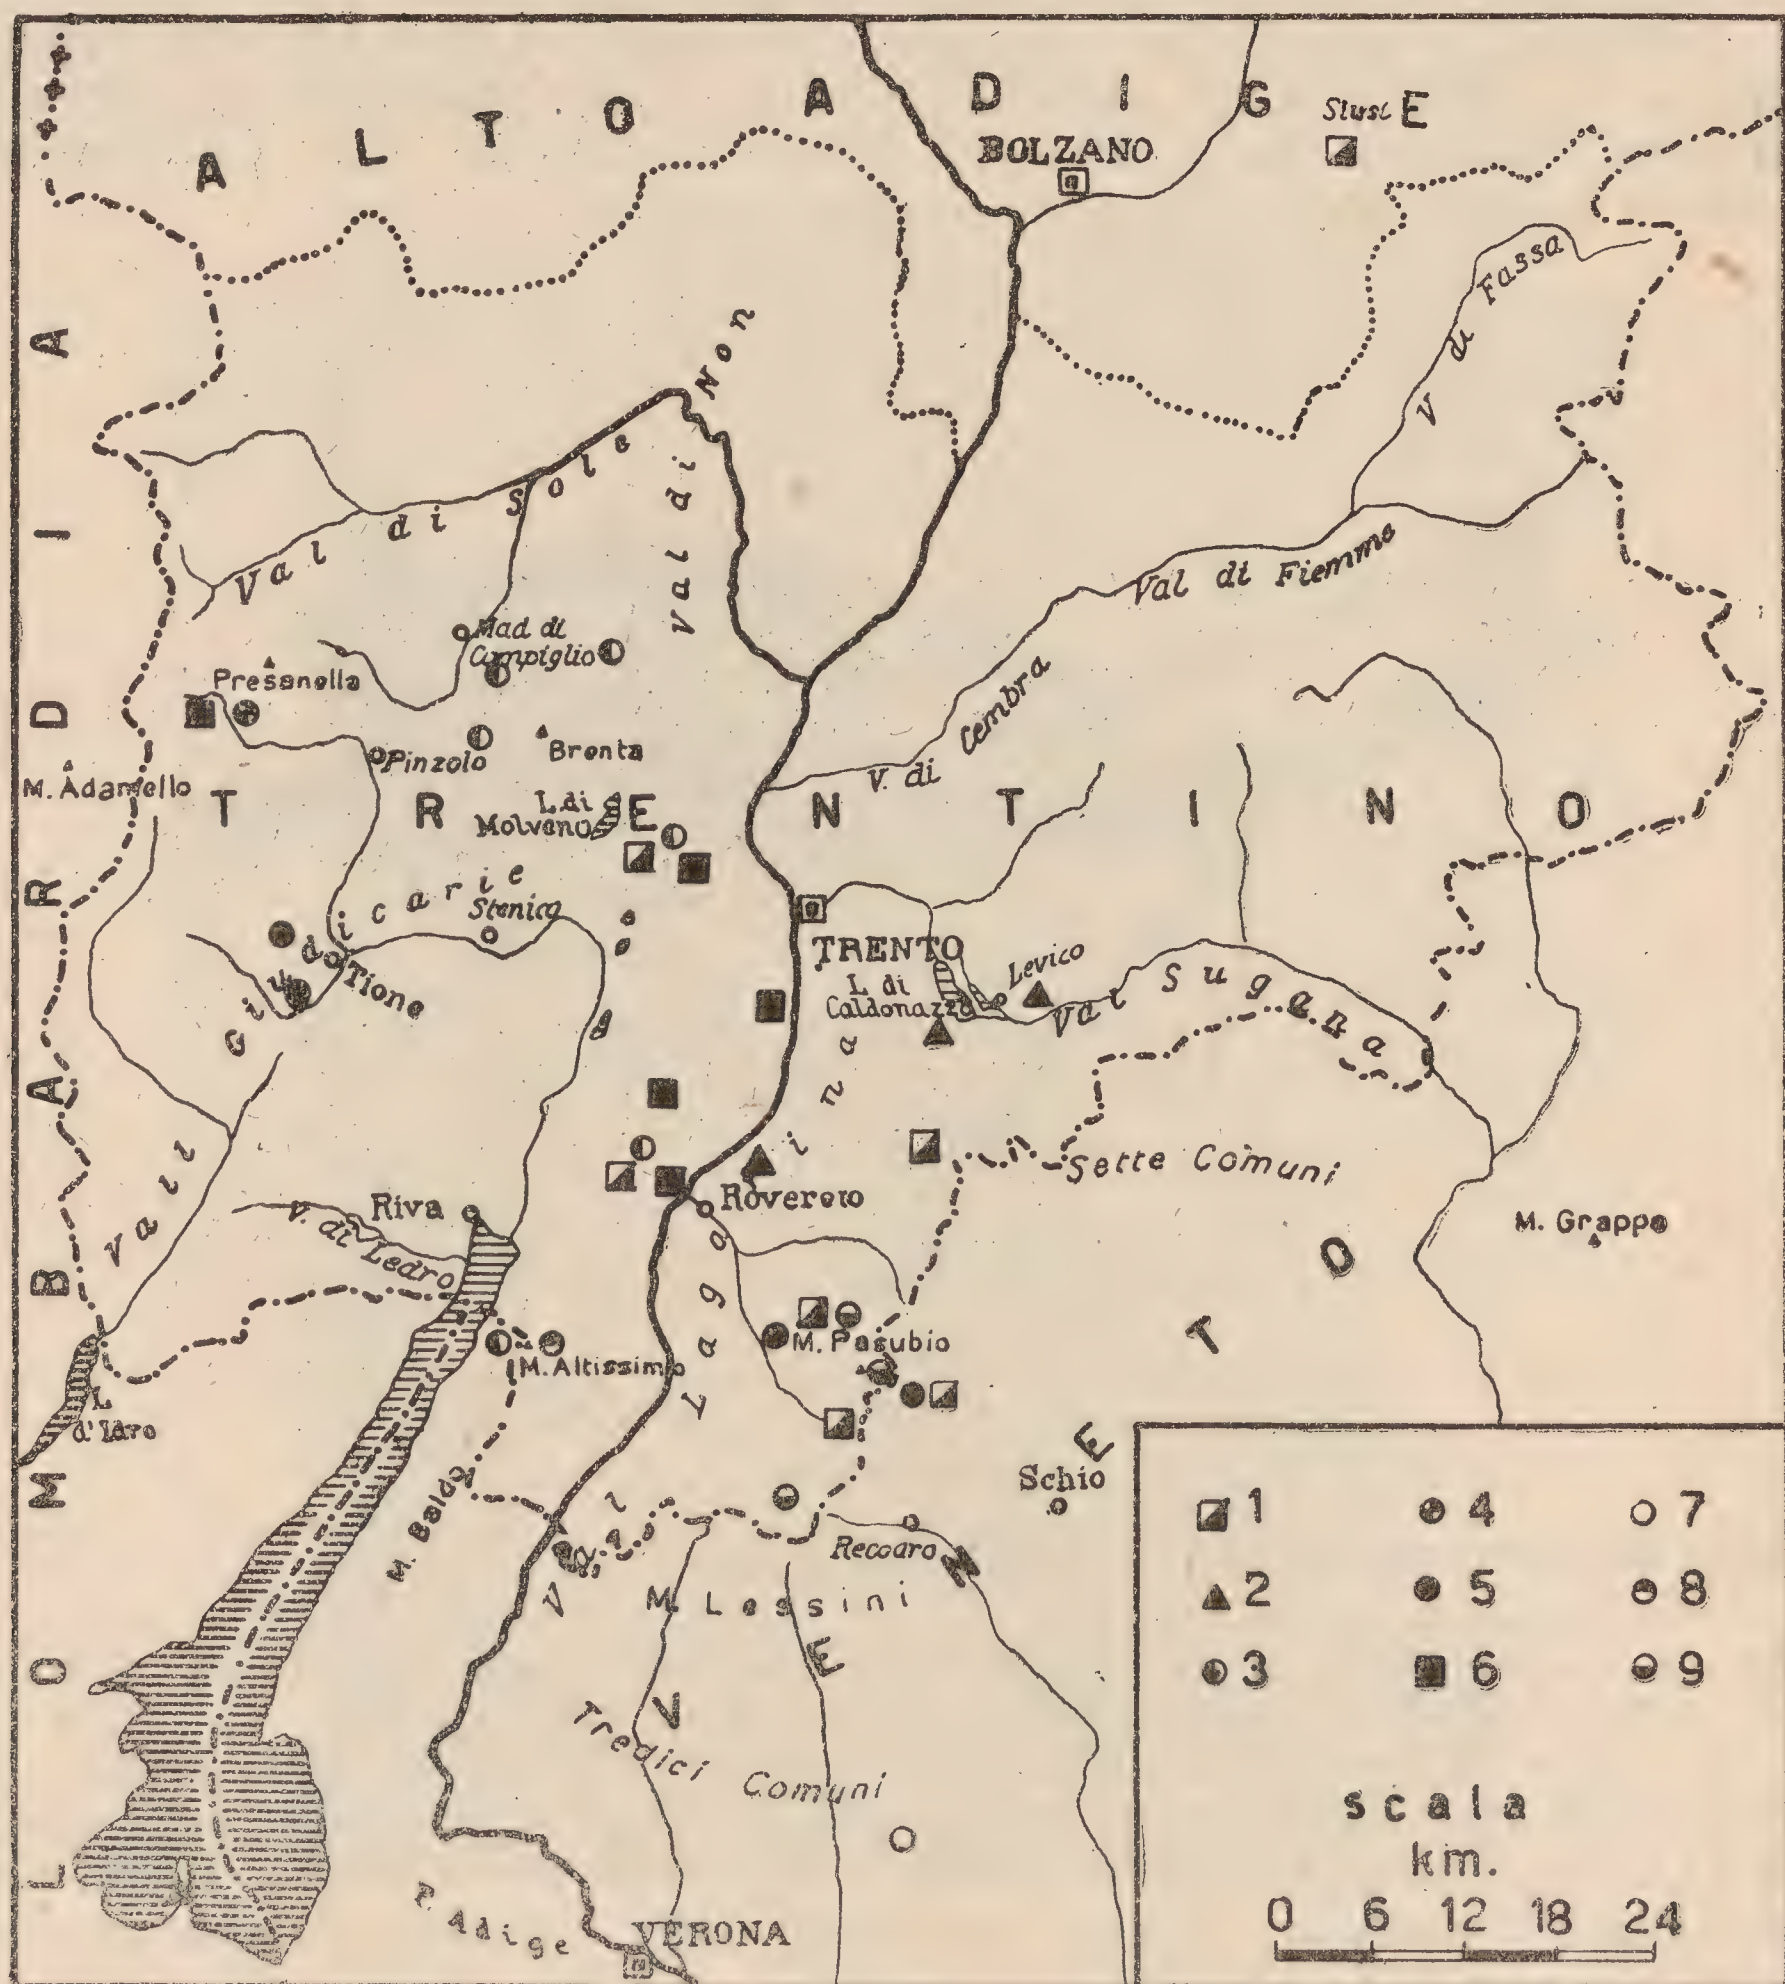 ALTO ADIGE
Siusi
BOLZANO
V. di Fassa
Val di Non
Val di Sole
Val di Fiemme
Mad di
Campiglio
Presanella
V. di Cembra
Pinzolo
Brenta
M. Adamello
TRENTINO
L. di
Molveno
Stenico
TRENTO
Levico
L. di
Caldonazzo
Val Sugana
Tione
Valli Giudicarie
Sette Comuni
Riva
Rovereto
M. Grappa
V. di Ledro
M. Pasubio
M. Altissimo
L.
d'Idro
Val Lagarina
Schio
M. Baldo
Recoaro
M. Lessini
VENETO
Tredici Comuni
LOMBARDIA
F. Adige
VERONA
1 4 7
2 5 8
3 6 9
scala
km.
0 6 12 18 24